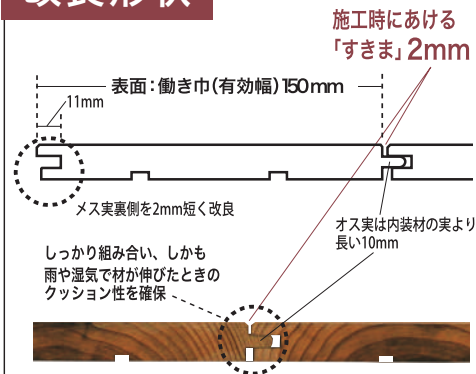 改良形状
施工時にあける
「すきま」2mm
表面:働き巾(有効幅)150mm
11mm
メス実裏側を2mm短く改良
オス実は内装材の実より
長い10mm
しっかり組み合い、しかも
雨や湿気で材が伸びたときの
クッション性を確保